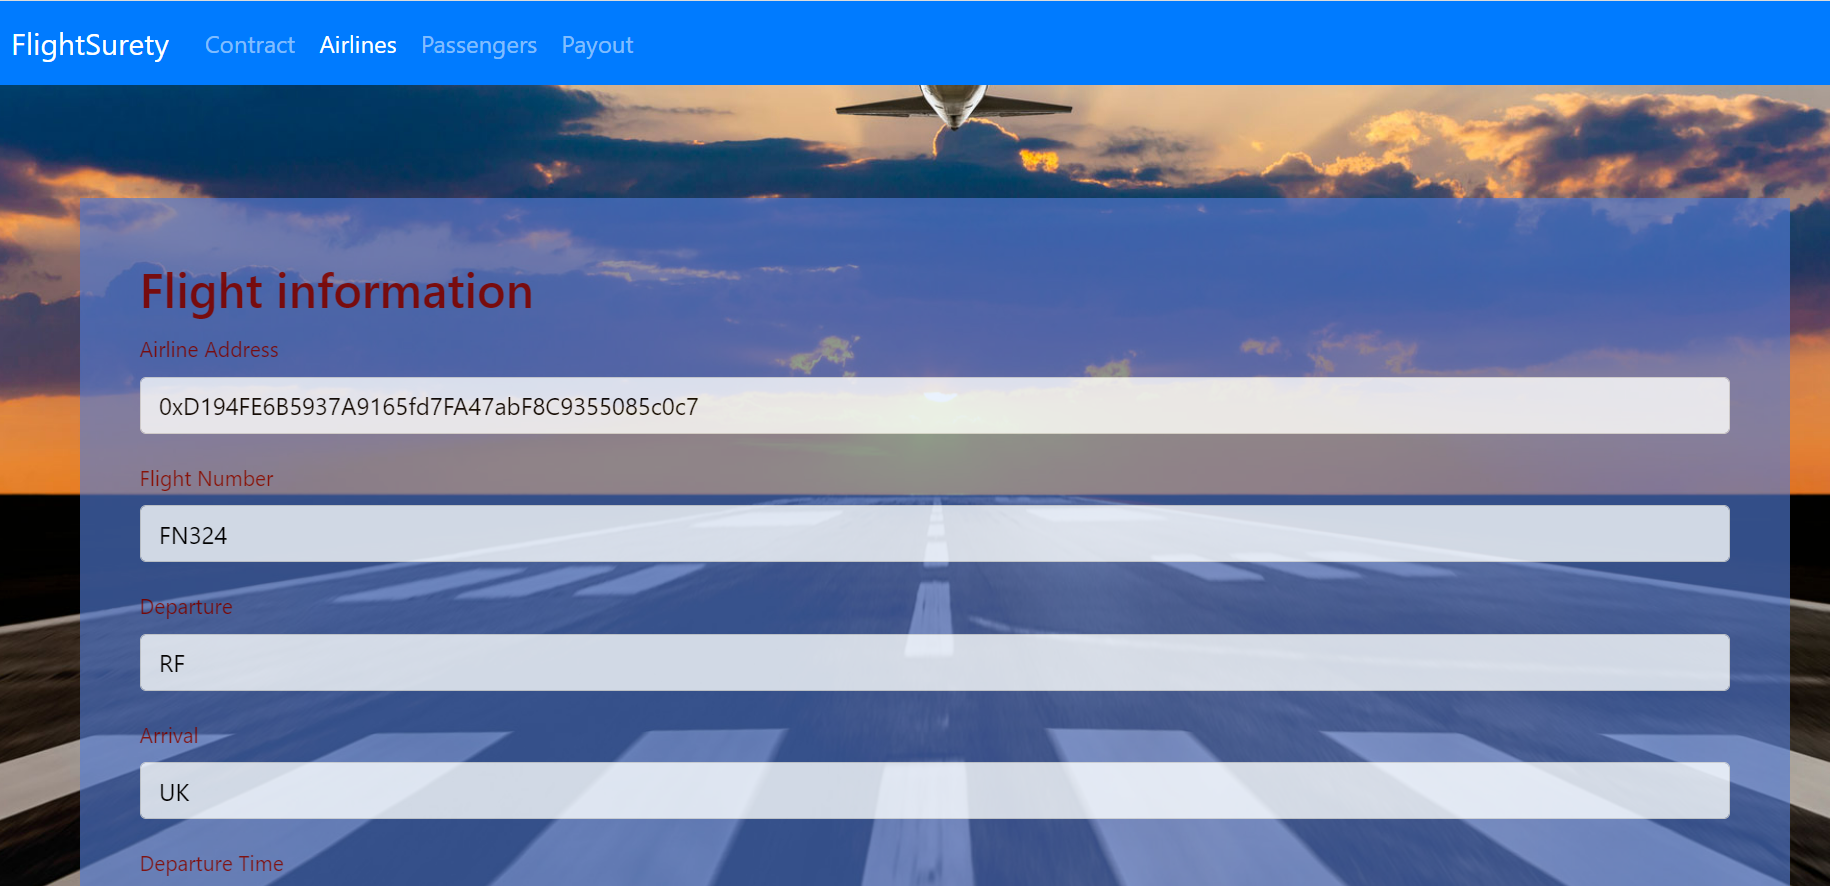 FlightSurety Contract Airlines Passengers Payout
Flight information
Airline Address
0xD194FE6B5937A9165fd7FA47abF8C9355085c0c7
Flight Number
FN324
Departure
RF
Arrival
UK
Departure Time